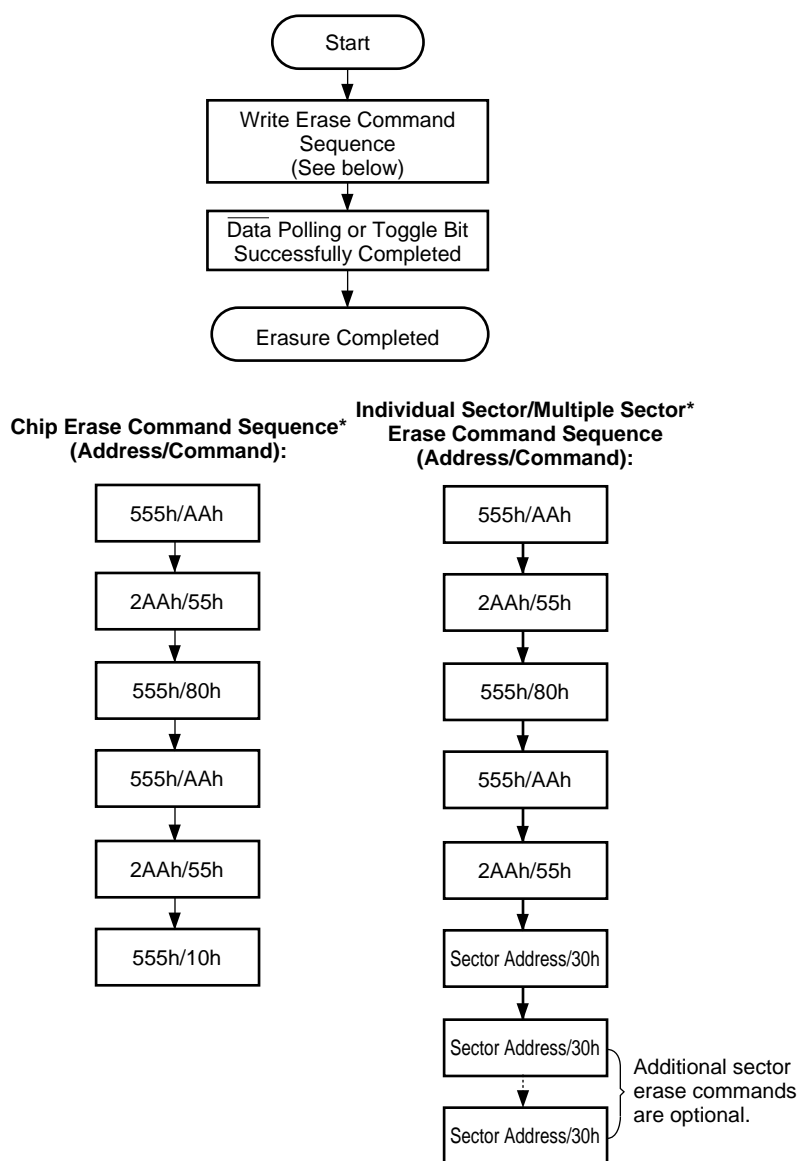 Start
Write Erase Command
Sequence
(See below)
Data Polling or Toggle Bit
Successfully Completed
Erasure Completed
Chip Erase Command Sequence*
(Address/Command):
555h/AAh
2AAh/55h
555h/80h
555h/AAh
2AAh/55h
555h/10h
Individual Sector/Multiple Sector*
Erase Command Sequence
(Address/Command):
555h/AAh
2AAh/55h
555h/80h
555h/AAh
2AAh/55h
Sector Address/30h
Sector Address/30h
Sector Address/30h
Additional sector
erase commands
are optional.